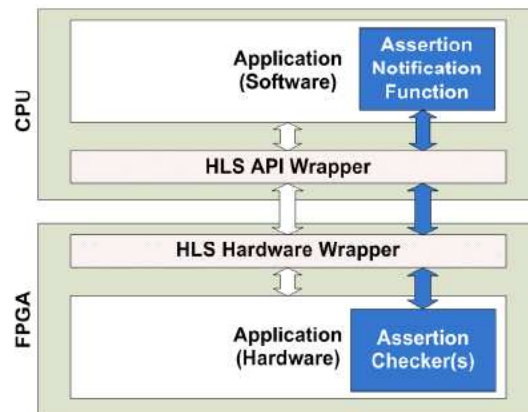 CPU
Application
(Software)
Assertion
Notification
Function
HLS API Wrapper
FPGA
HLS Hardware Wrapper
Application
(Hardware)
Assertion
Checker(s)